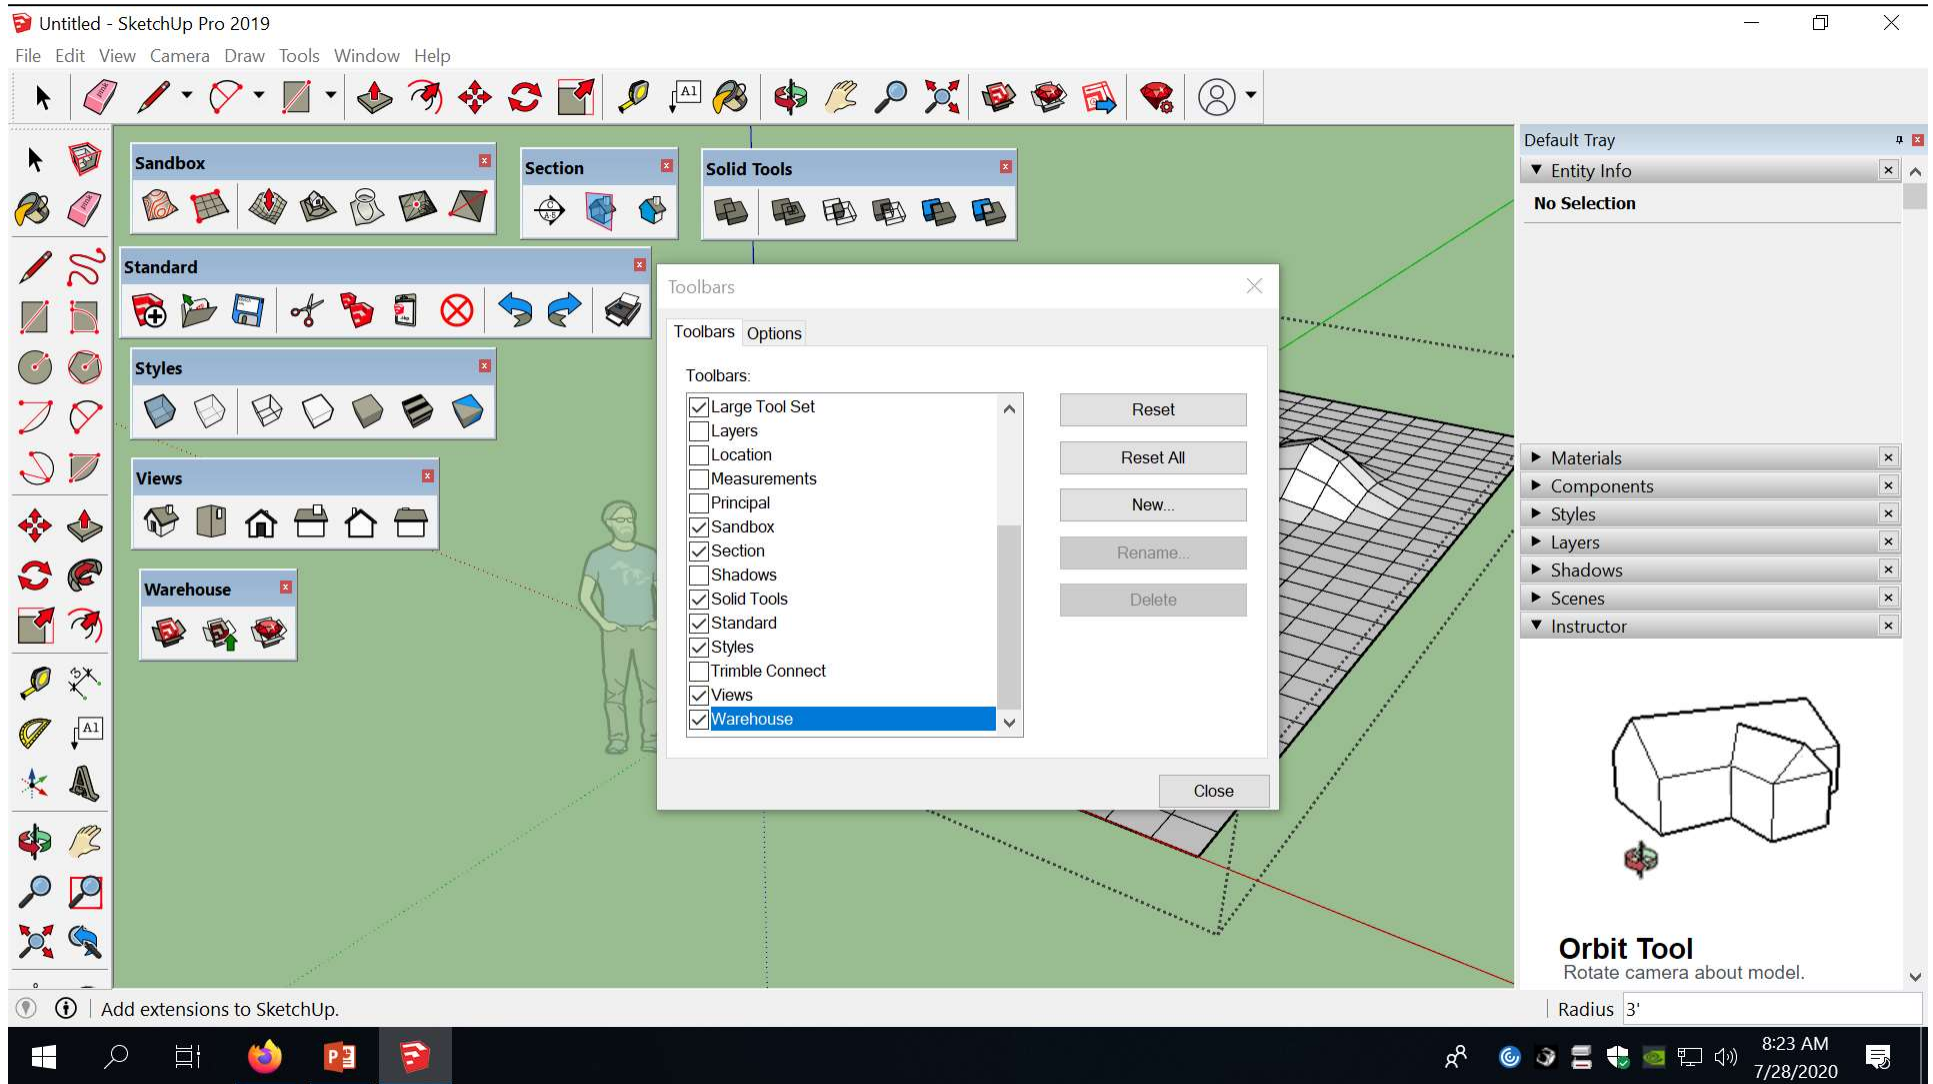 Untitled - SketchUp Pro 2019
File Edit View Camera Draw Tools Window Help
A1
Default Tray
Entity Info
No Selection
Sandbox
Section
Solid Tools
Standard
Styles
Views
Warehouse
A1
Toolbars
Toolbars Options
Toolbars:
Large Tool Set
Layers
Location
Measurements
Principal
Sandbox
Section
Shadows
Solid Tools
Standard
Styles
Trimble Connect
Views
Warehouse
Reset
Reset All
New...
Rename...
Delete
Close
Materials
Components
Styles
Layers
Shadows
Scenes
Instructor
Orbit Tool
Rotate camera about model.
Add extensions to SketchUp.
Radius 3'
8:23 AM
7/28/2020